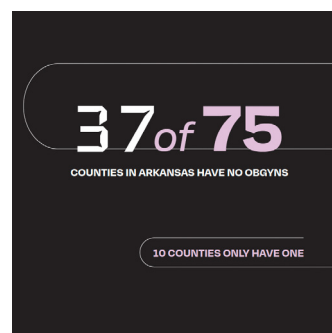 37 of 75
COUNTIES IN ARKANSAS HAVE NO OBGYNS
10 COUNTIES ONLY HAVE ONE